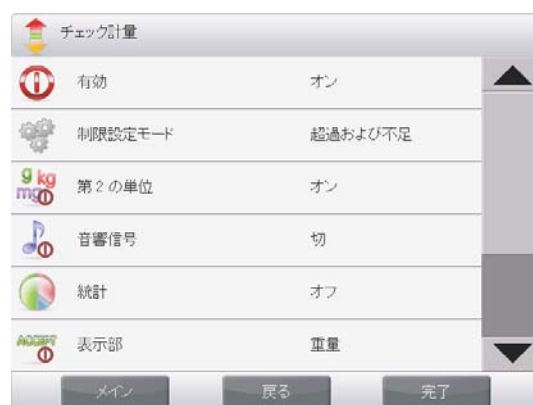 チェック計量
有効 オン
制限設定モード 超過および不足
g kg mg 第2の単位 オン
音響信号 切
統計 オフ
ACCEPT 表示部 重量
メイン 戻る 完了